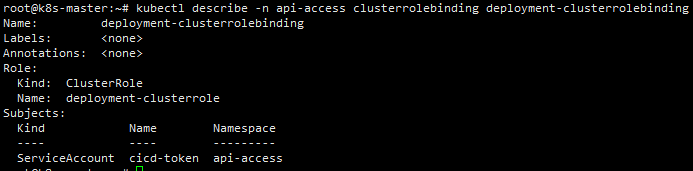 root@k8s-master:~# kubectl describe -n api-access clusterrolebinding deployment-clusterrolebinding
Name:         deployment-clusterrolebinding
Labels:       <none>
Annotations:  <none>
Role:
  Kind:  ClusterRole
  Name:  deployment-clusterrole
Subjects:
  Kind            Name        Namespace
  ----            ----        ---------
  ServiceAccount  cicd-token  api-access